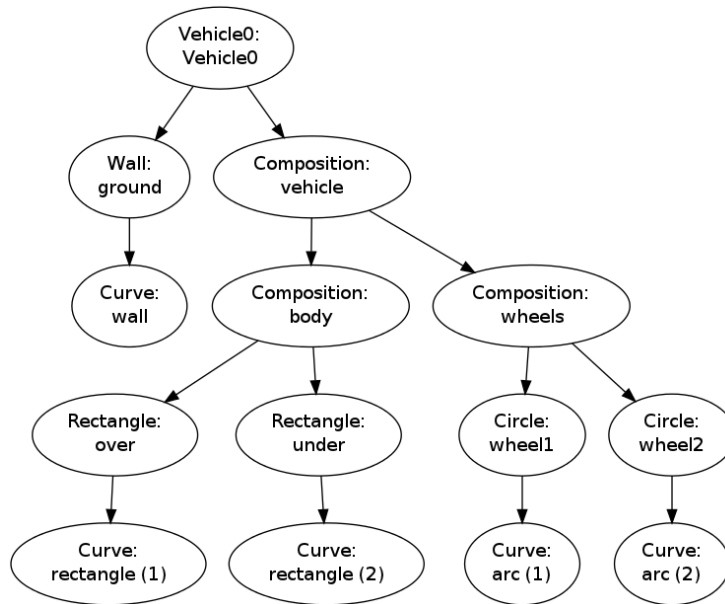 Vehicle0:
Vehicle0
Wall:
ground
Composition:
vehicle
Curve:
wall
Composition:
body
Composition:
wheels
Rectangle:
over
Rectangle:
under
Circle:
wheel1
Circle:
wheel2
Curve:
rectangle (1)
Curve:
rectangle (2)
Curve:
arc (1)
Curve:
arc (2)